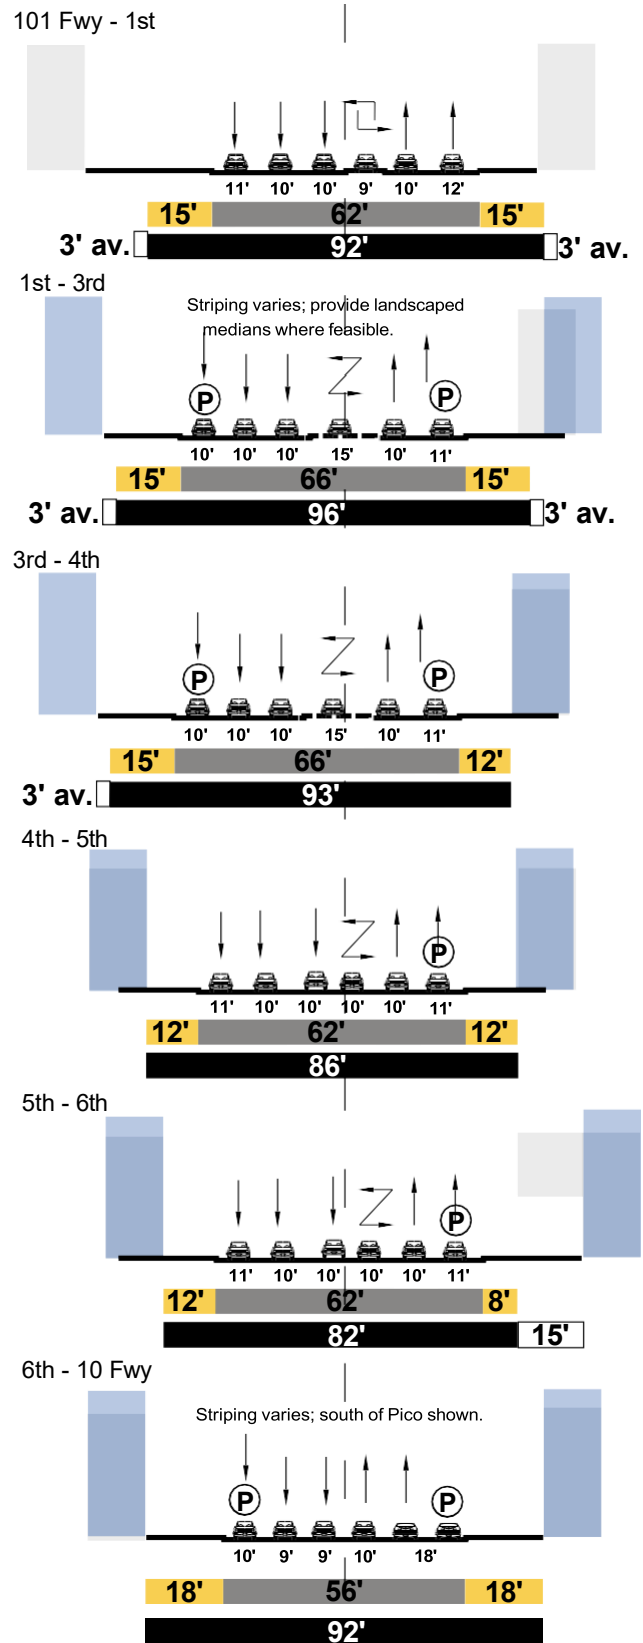 101 Fwy - 1st
11' 10' 10' 9' 10' 12'
15' 62' 15'
3' av. 92' 3' av.
1st - 3rd
Striping varies; provide landscaped
medians where feasible.
P P
10' 10' 10' 15' 10' 11'
15' 66' 15'
3' av. 96' 3' av.
3rd - 4th
P P
10' 10' 10' 15' 10' 11'
15' 66' 12'
3' av. 93'
4th - 5th
P
11' 10' 10' 10' 10' 11'
12' 62' 12'
86'
5th - 6th
P
11' 10' 10' 10' 10' 11'
12' 62' 8'
82' 15'
6th - 10 Fwy
Striping varies; south of Pico shown.
P P
10' 9' 9' 10' 18'
18' 56' 18'
92'